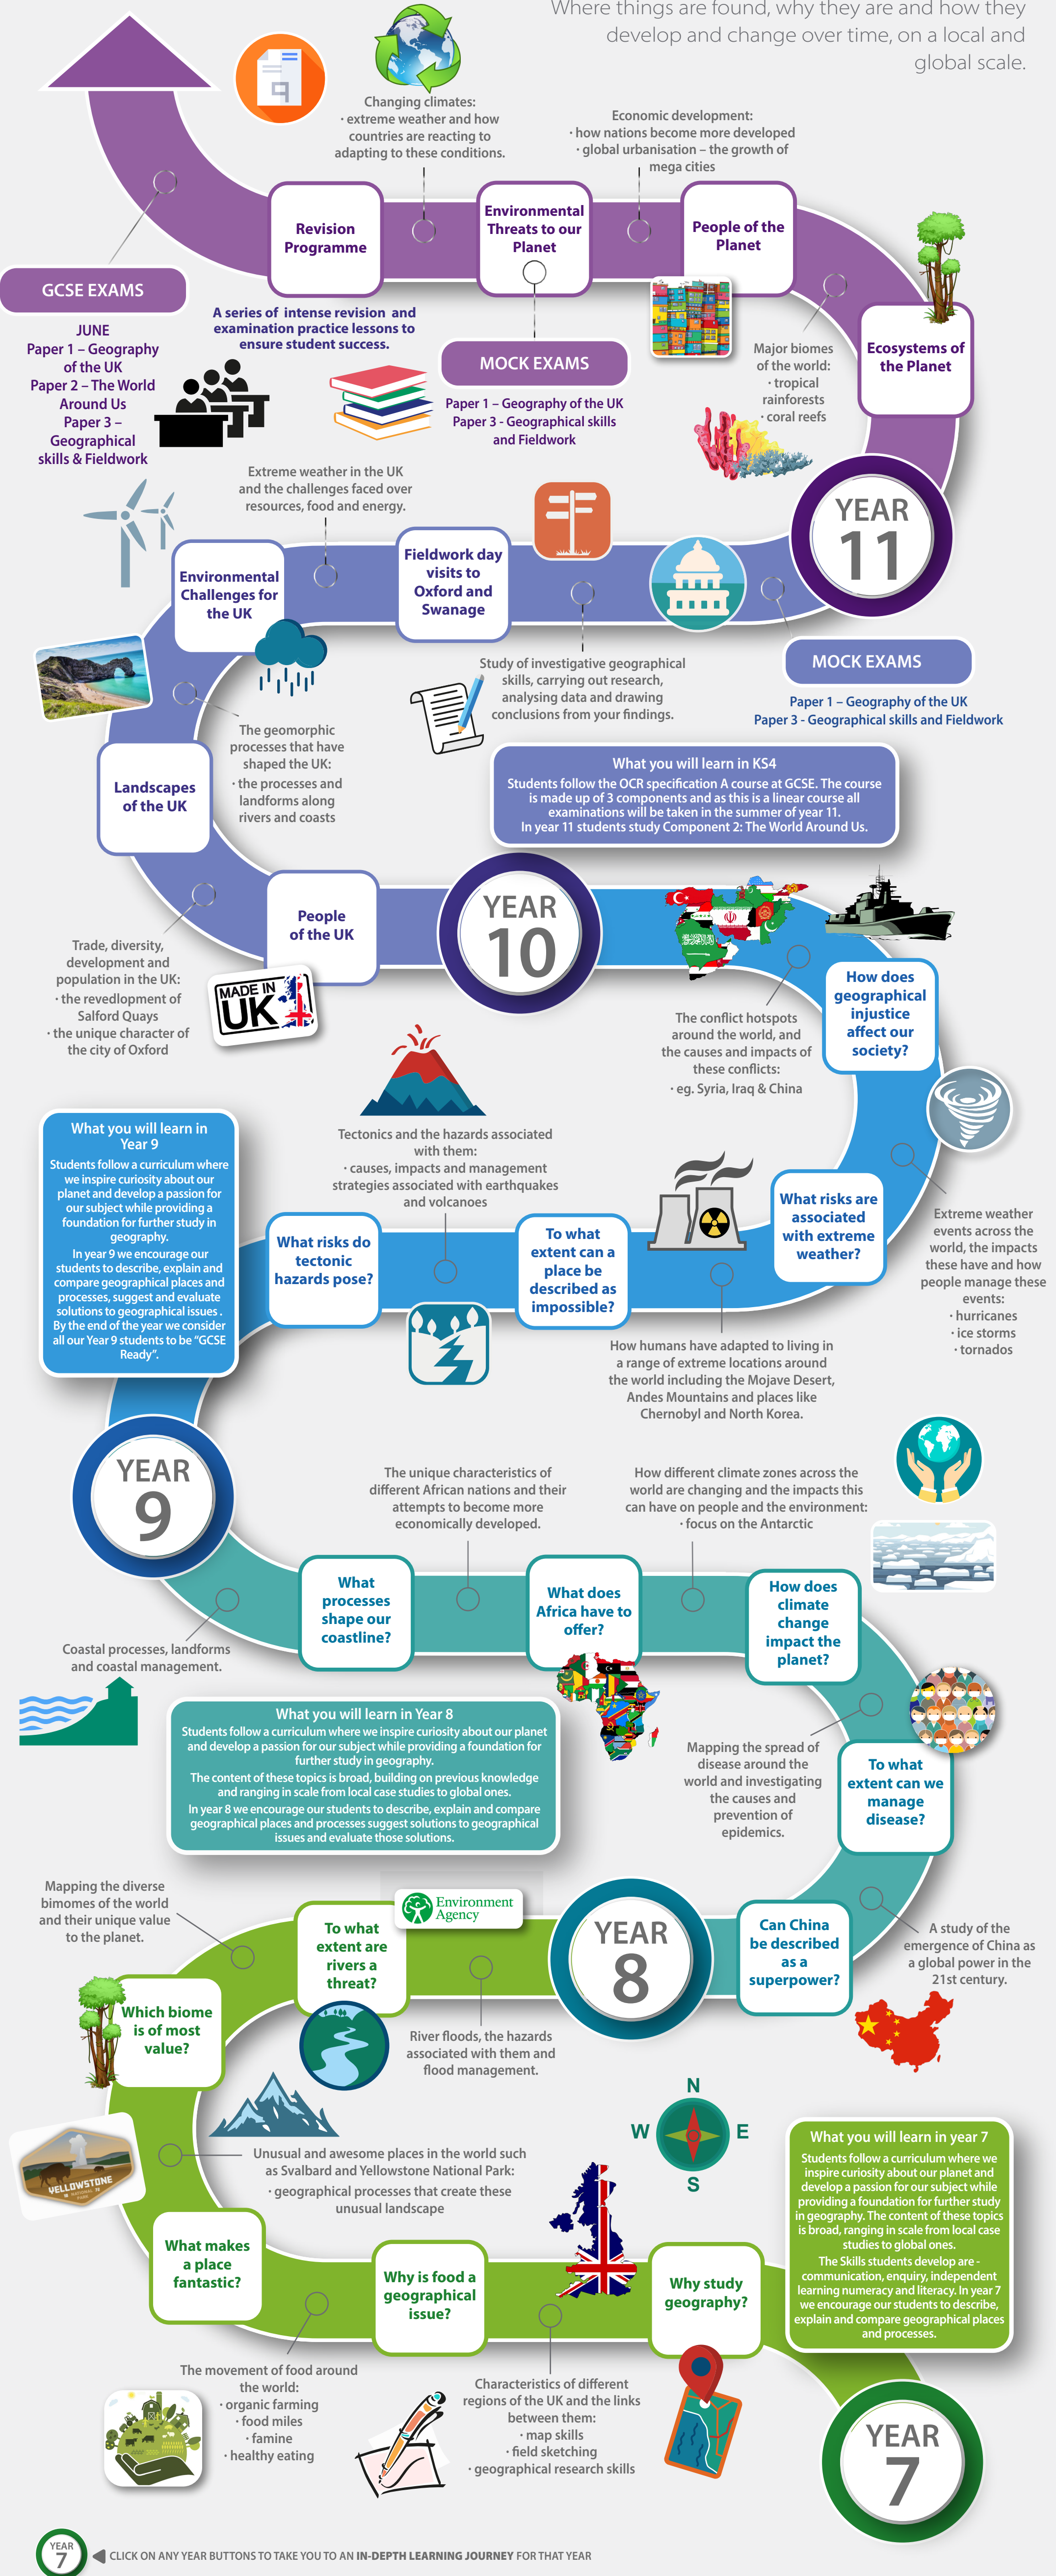 Where things are found, why they are and how they
develop and change over time, on a local and
global scale.
Changing climates:
· extreme weather and how
countries are reacting to
adapting to these conditions.
Economic development:
· how nations become more developed
· global urbanisation – the growth of
mega cities
Revision
Programme
Environmental
Threats to our
Planet
People of the
Planet
GCSE EXAMS
JUNE
Paper 1 – Geography
of the UK
Paper 2 – The World
Around Us
Paper 3 –
Geographical
skills & Fieldwork
A series of intense revision and
examination practice lessons to
ensure student success.
MOCK EXAMS
Paper 1 – Geography of the UK
Paper 3 - Geographical skills
and Fieldwork
Major biomes
of the world:
· tropical
rainforests
· coral reefs
Ecosystems of
the Planet
YEAR
11
Extreme weather in the UK
and the challenges faced over
resources, food and energy.
Environmental
Challenges for
the UK
Fieldwork day
visits to
Oxford and
Swanage
Study of investigative geographical
skills, carrying out research,
analysing data and drawing
conclusions from your findings.
MOCK EXAMS
Paper 1 – Geography of the UK
Paper 3 - Geographical skills and Fieldwork
The geomorphic
processes that have
shaped the UK:
· the processes and
landforms along
rivers and coasts
Landscapes
of the UK
What you will learn in KS4
Students follow the OCR specification A course at GCSE. The course
is made up of 3 components and as this is a linear course all
examinations will be taken in the summer of year 11.
In year 11 students study Component 2: The World Around Us.
People
of the UK
YEAR
10
Trade, diversity,
development and
population in the UK:
· the revedlopment of
Salford Quays
· the unique character of
the city of Oxford
MADE IN
UK
The conflict hotspots
around the world, and
the causes and impacts of
these conflicts:
· eg. Syria, Iraq & China
How does
geographical
injustice
affect our
society?
What you will learn in
Year 9
Students follow a curriculum where
we inspire curiosity about our
planet and develop a passion for
our subject while providing a
foundation for further study in
geography.
In year 9 we encourage our
students to describe, explain and
compare geographical places and
processes, suggest and evaluate
solutions to geographical issues .
By the end of the year we consider
all our Year 9 students to be “GCSE
Ready”.
Tectonics and the hazards associated
with them:
· causes, impacts and management
strategies associated with earthquakes
and volcanoes
What risks do
tectonic
hazards pose?
To what
extent can a
place be
described as
impossible?
What risks are
associated
with extreme
weather?
Extreme weather
events across the
world, the impacts
these have and how
people manage these
events:
· hurricanes
· ice storms
· tornados
How humans have adapted to living in
a range of extreme locations around
the world including the Mojave Desert,
Andes Mountains and places like
Chernobyl and North Korea.
YEAR
9
The unique characteristics of
different African nations and their
attempts to become more
economically developed.
How different climate zones across the
world are changing and the impacts this
can have on people and the environment:
· focus on the Antarctic
What
processes
shape our
coastline?
What does
Africa have to
offer?
How does
climate
change
impact the
planet?
Coastal processes, landforms
and coastal management.
What you will learn in Year 8
Students follow a curriculum where we inspire curiosity about our planet
and develop a passion for our subject while providing a foundation for
further study in geography.
The content of these topics is broad, building on previous knowledge
and ranging in scale from local case studies to global ones.
In year 8 we encourage our students to describe, explain and compare
geographical places and processes suggest solutions to geographical
issues and evaluate those solutions.
Mapping the spread of
disease around the
world and investigating
the causes and
prevention of
epidemics.
To what
extent can we
manage
disease?
Mapping the diverse
bimomes of the world
and their unique value
to the planet.
To what
extent are
rivers a
threat?
Environment
Agency
YEAR
8
Can China
be described
as a
superpower?
A study of the
emergence of China as
a global power in the
21st century.
Which biome
is of most
value?
River floods, the hazards
associated with them and
flood management.
N
W
E
S
YELLOWSTONE
NATIONAL
PARK
Unusual and awesome places in the world such
as Svalbard and Yellowstone National Park:
· geographical processes that create these
unusual landscape
What you will learn in year 7
Students follow a curriculum where we
inspire curiosity about our planet and
develop a passion for our subject while
providing a foundation for further study
in geography. The content of these topics
is broad, ranging in scale from local case
studies to global ones.
The Skills students develop are -
communication, enquiry, independent
learning numeracy and literacy. In year 7
we encourage our students to describe,
explain and compare geographical places
and processes.
What makes
a place
fantastic?
Why is food a
geographical
issue?
Why study
geography?
The movement of food around
the world:
· organic farming
· food miles
· famine
· healthy eating
Characteristics of different
regions of the UK and the links
between them:
· map skills
· field sketching
· geographical research skills
YEAR
7
YEAR
7
CLICK ON ANY YEAR BUTTONS TO TAKE YOU TO AN IN-DEPTH LEARNING JOURNEY FOR THAT YEAR